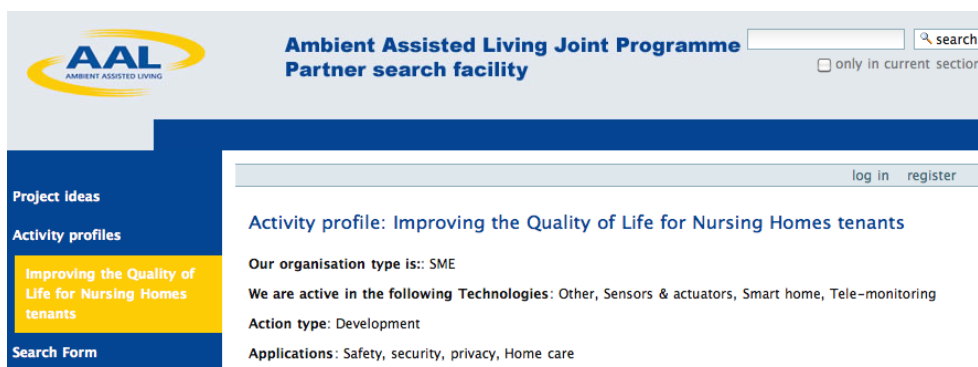 AAL
AMBIENT ASSISTED LIVING
Ambient Assisted Living Joint Programme
Partner search facility
search
only in current section
log in register
Project ideas
Activity profiles
Improving the Quality of
Life for Nursing Homes
tenants
Search Form
Activity profile: Improving the Quality of Life for Nursing Homes tenants
Our organisation type is:: SME
We are active in the following Technologies: Other, Sensors & actuators, Smart home, Tele-monitoring
Action type: Development
Applications: Safety, security, privacy, Home care